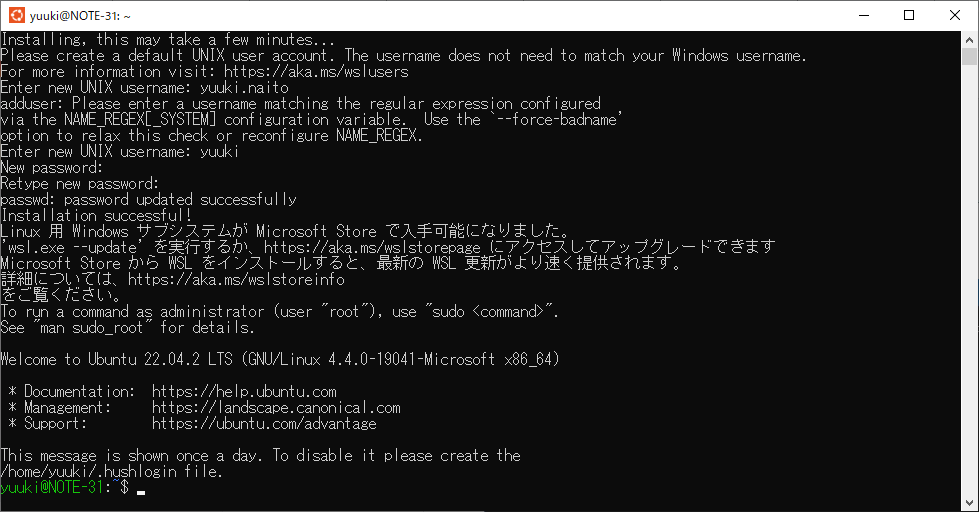 yuuki@NOTE-31: ~
Installing, this may take a few minutes...
Please create a default UNIX user account. The username does not need to match your Windows username.
For more information visit: https://aka.ms/wslusers
Enter new UNIX username: yuuki.naito
adduser: Please enter a username matching the regular expression configured
via the NAME_REGEX[_SYSTEM] configuration variable.  Use the `--force-badname'
option to relax this check or reconfigure NAME_REGEX.
Enter new UNIX username: yuuki
New password:
Retype new password:
passwd: password updated successfully
Installation successful!
Linux 用 Windows サブシステムが Microsoft Store で入手可能になりました。
'wsl.exe --update' を実行するか、https://aka.ms/wslstorepage にアクセスしてアップグレードできます
Microsoft Store から WSL をインストールすると、最新の WSL 更新がより速く提供されます。
詳細については、https://aka.ms/wslstoreinfo
をご覧ください。
To run a command as administrator (user "root"), use "sudo <command>".
See "man sudo_root" for details.
Welcome to Ubuntu 22.04.2 LTS (GNU/Linux 4.4.0-19041-Microsoft x86_64)
* Documentation:  https://help.ubuntu.com
* Management:     https://landscape.canonical.com
* Support:        https://ubuntu.com/advantage
This message is shown once a day. To disable it please create the
/home/yuuki/.hushlogin file.
yuuki@NOTE-31:~$